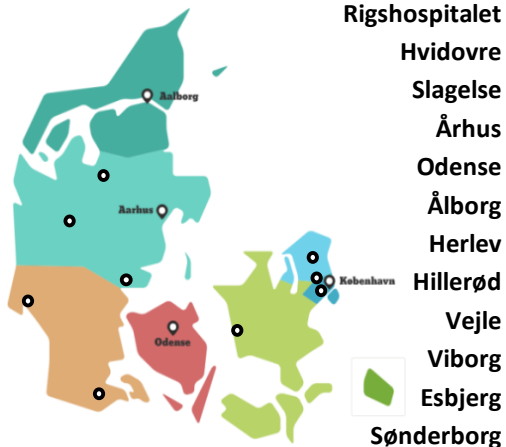 Rigshospitalet
Hvidovre
Slagelse
Århus
Odense
Ålborg
Herlev
Hillerød
Vejle
Viborg
Esbjerg
Sønderborg
Aalborg
Aarhus
København
Odense